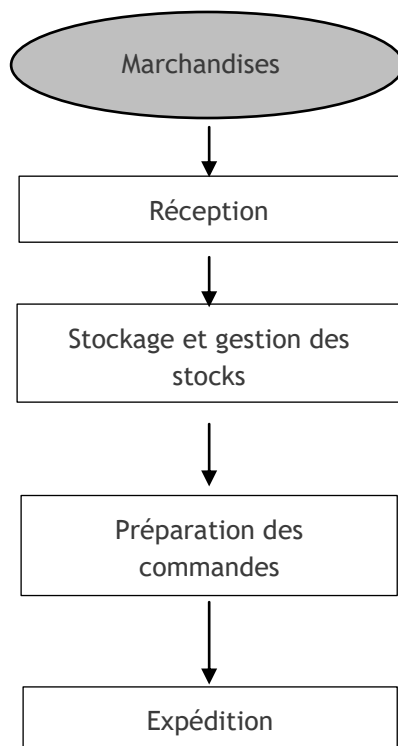 Marchandises
Réception
Stockage et gestion des
stocks
Préparation des
commandes
Expédition